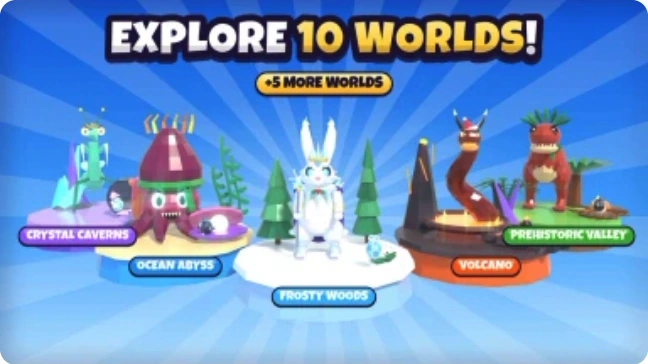 EXPLORE 10 WORLDS!
+5 MORE WORLDS
CRYSTAL CAVERNS
OCEAN ABYSS
FROSTY WOODS
VOLCANO
PREHISTORIC VALLEY